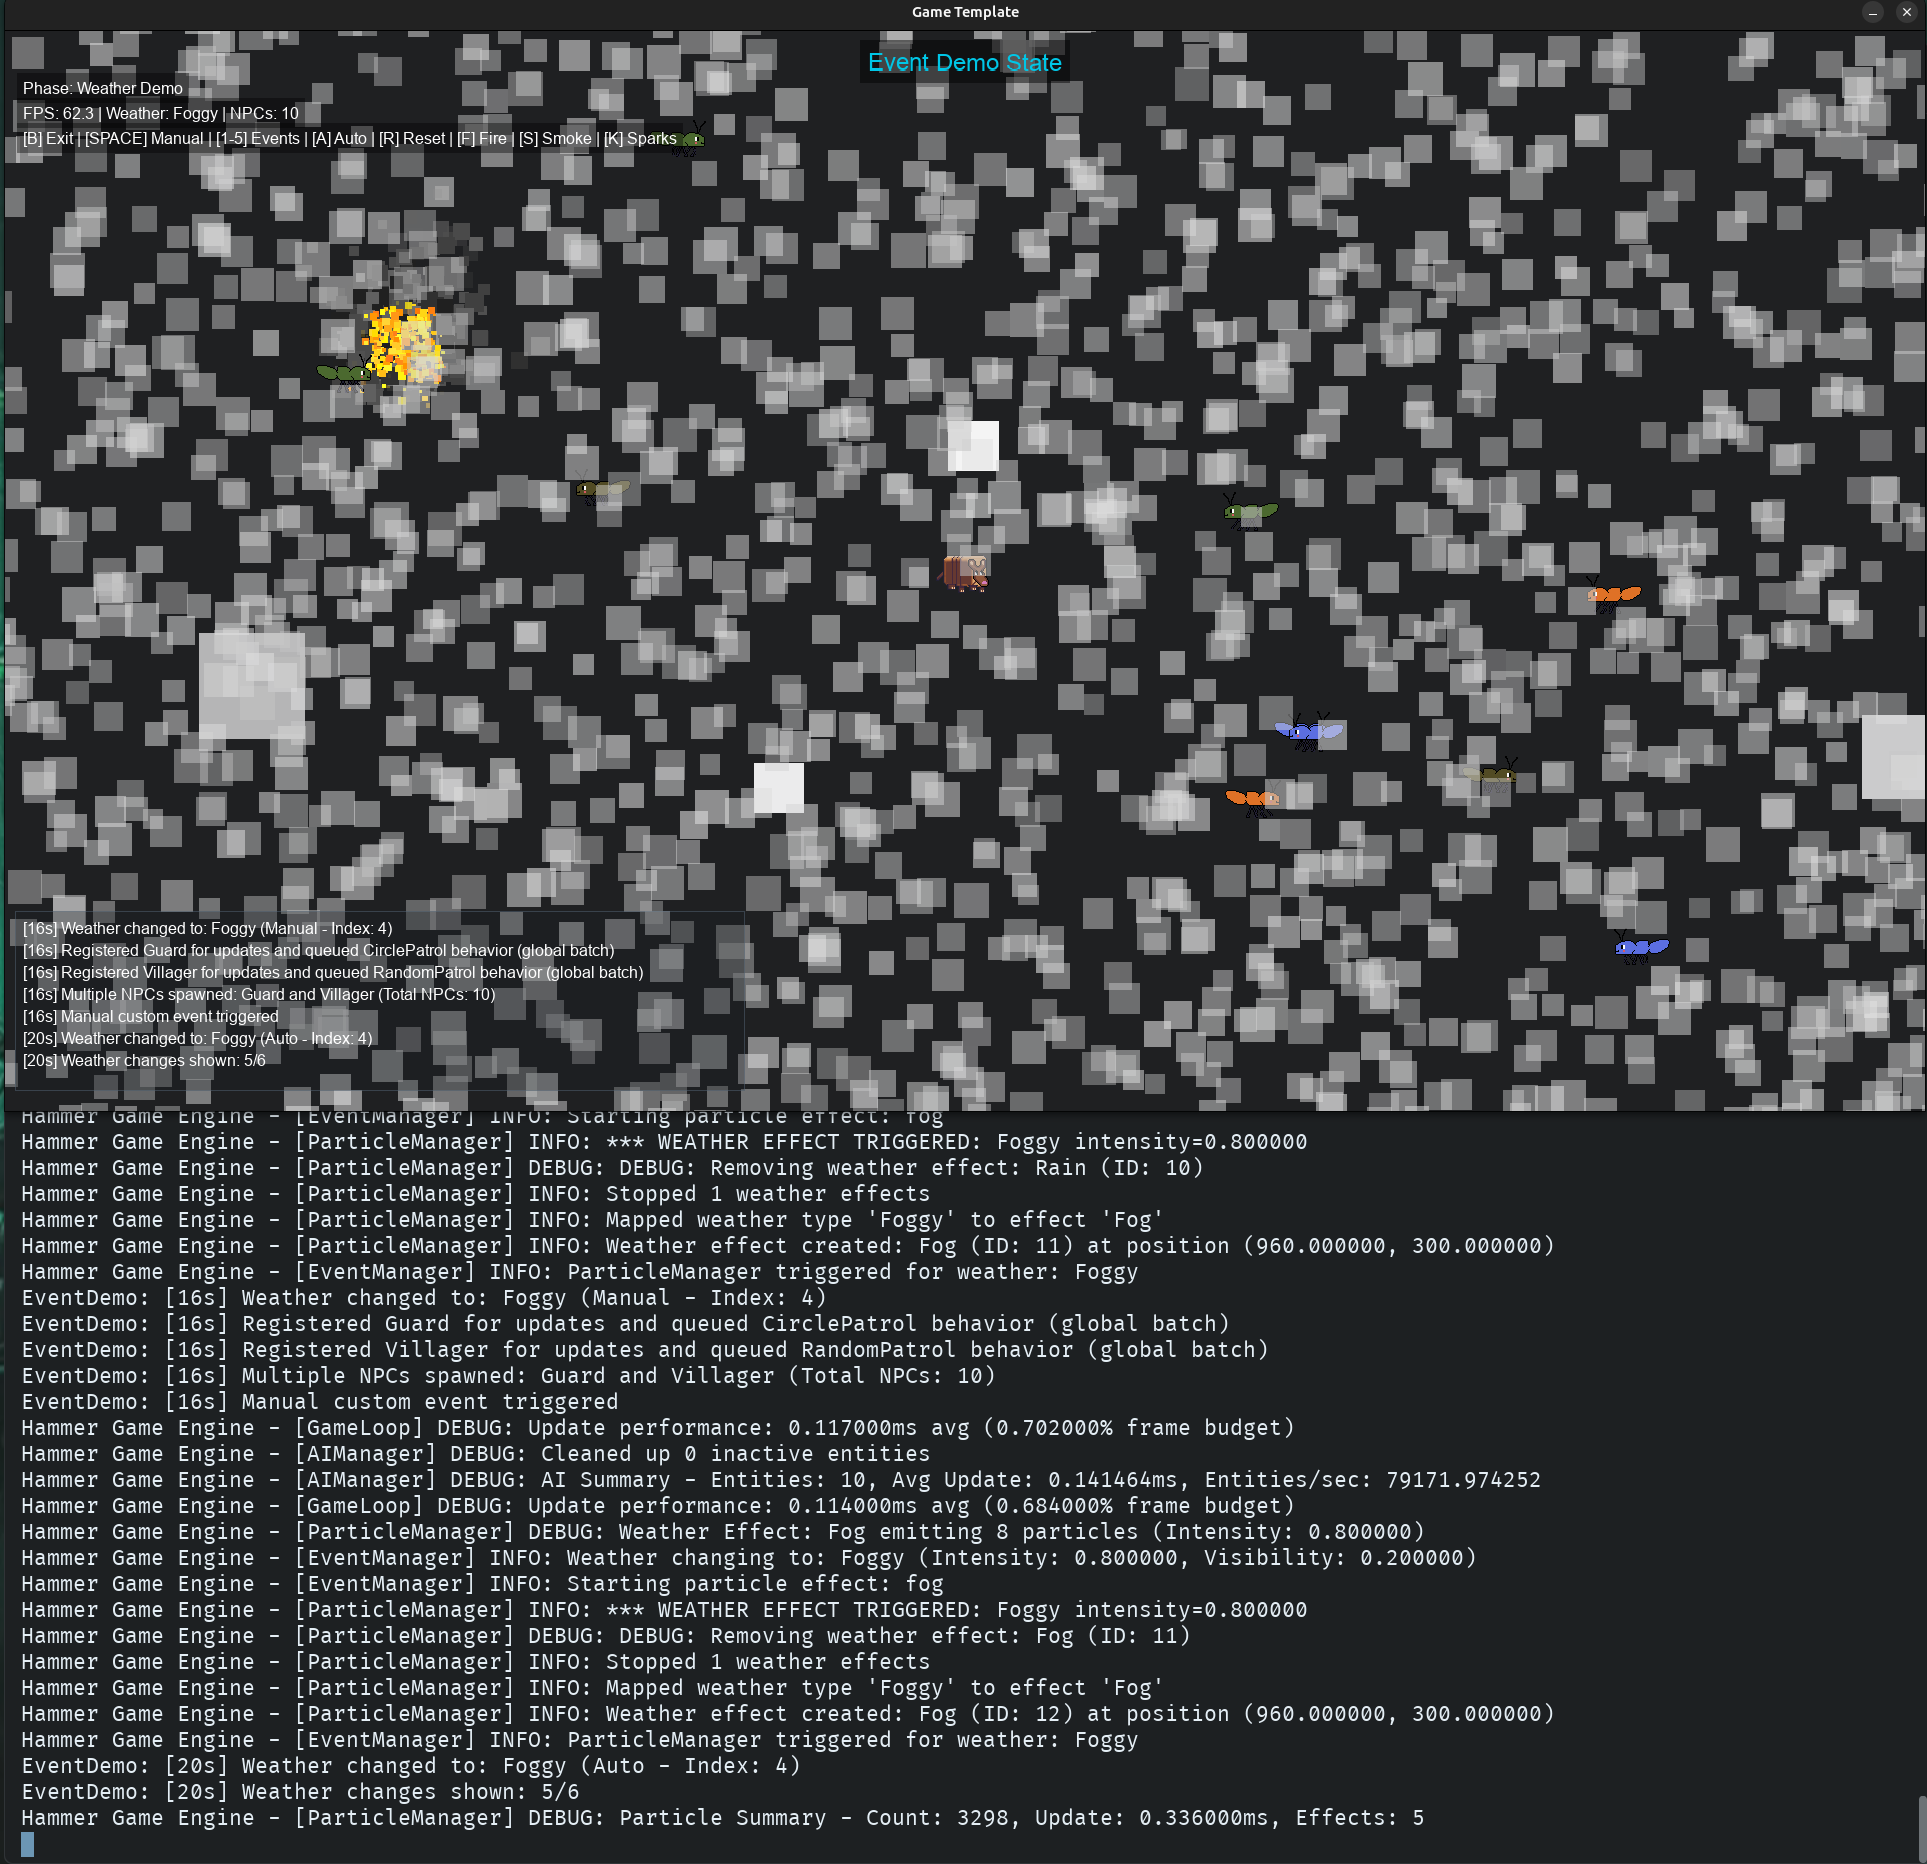 Game Template
Event Demo State
Phase: Weather Demo
FPS: 62.3 | Weather: Foggy | NPCs: 10
[B] Exit | [SPACE] Manual | [1-5] Events | [A] Auto | [R] Reset | [F] Fire | [S] Smoke | [K] Sparks
[16s] Weather changed to: Foggy (Manual - Index: 4)
[16s] Registered Guard for updates and queued CirclePatrol behavior (global batch)
[16s] Registered Villager for updates and queued RandomPatrol behavior (global batch)
[16s] Multiple NPCs spawned: Guard and Villager (Total NPCs: 10)
[16s] Manual custom event triggered
[20s] Weather changed to: Foggy (Auto - Index: 4)
[20s] Weather changes shown: 5/6
Hammer Game Engine - [EventManager] INFO: Starting particle effect: fog
Hammer Game Engine - [ParticleManager] INFO: *** WEATHER EFFECT TRIGGERED: Foggy intensity=0.800000
Hammer Game Engine - [ParticleManager] DEBUG: DEBUG: Removing weather effect: Rain (ID: 10)
Hammer Game Engine - [ParticleManager] INFO: Stopped 1 weather effects
Hammer Game Engine - [ParticleManager] INFO: Mapped weather type 'Foggy' to effect 'Fog'
Hammer Game Engine - [ParticleManager] INFO: Weather effect created: Fog (ID: 11) at position (960.000000, 300.000000)
Hammer Game Engine - [EventManager] INFO: ParticleManager triggered for weather: Foggy
EventDemo: [16s] Weather changed to: Foggy (Manual - Index: 4)
EventDemo: [16s] Registered Guard for updates and queued CirclePatrol behavior (global batch)
EventDemo: [16s] Registered Villager for updates and queued RandomPatrol behavior (global batch)
EventDemo: [16s] Multiple NPCs spawned: Guard and Villager (Total NPCs: 10)
EventDemo: [16s] Manual custom event triggered
Hammer Game Engine - [GameLoop] DEBUG: Update performance: 0.117000ms avg (0.702000% frame budget)
Hammer Game Engine - [AIManager] DEBUG: Cleaned up 0 inactive entities
Hammer Game Engine - [AIManager] DEBUG: AI Summary - Entities: 10, Avg Update: 0.141464ms, Entities/sec: 79171.974252
Hammer Game Engine - [GameLoop] DEBUG: Update performance: 0.114000ms avg (0.684000% frame budget)
Hammer Game Engine - [ParticleManager] DEBUG: Weather Effect: Fog emitting 8 particles (Intensity: 0.800000)
Hammer Game Engine - [EventManager] INFO: Weather changing to: Foggy (Intensity: 0.800000, Visibility: 0.200000)
Hammer Game Engine - [EventManager] INFO: Starting particle effect: fog
Hammer Game Engine - [ParticleManager] INFO: *** WEATHER EFFECT TRIGGERED: Foggy intensity=0.800000
Hammer Game Engine - [ParticleManager] DEBUG: DEBUG: Removing weather effect: Fog (ID: 11)
Hammer Game Engine - [ParticleManager] INFO: Stopped 1 weather effects
Hammer Game Engine - [ParticleManager] INFO: Mapped weather type 'Foggy' to effect 'Fog'
Hammer Game Engine - [ParticleManager] INFO: Weather effect created: Fog (ID: 12) at position (960.000000, 300.000000)
Hammer Game Engine - [EventManager] INFO: ParticleManager triggered for weather: Foggy
EventDemo: [20s] Weather changed to: Foggy (Auto - Index: 4)
EventDemo: [20s] Weather changes shown: 5/6
Hammer Game Engine - [ParticleManager] DEBUG: Particle Summary - Count: 3298, Update: 0.336000ms, Effects: 5